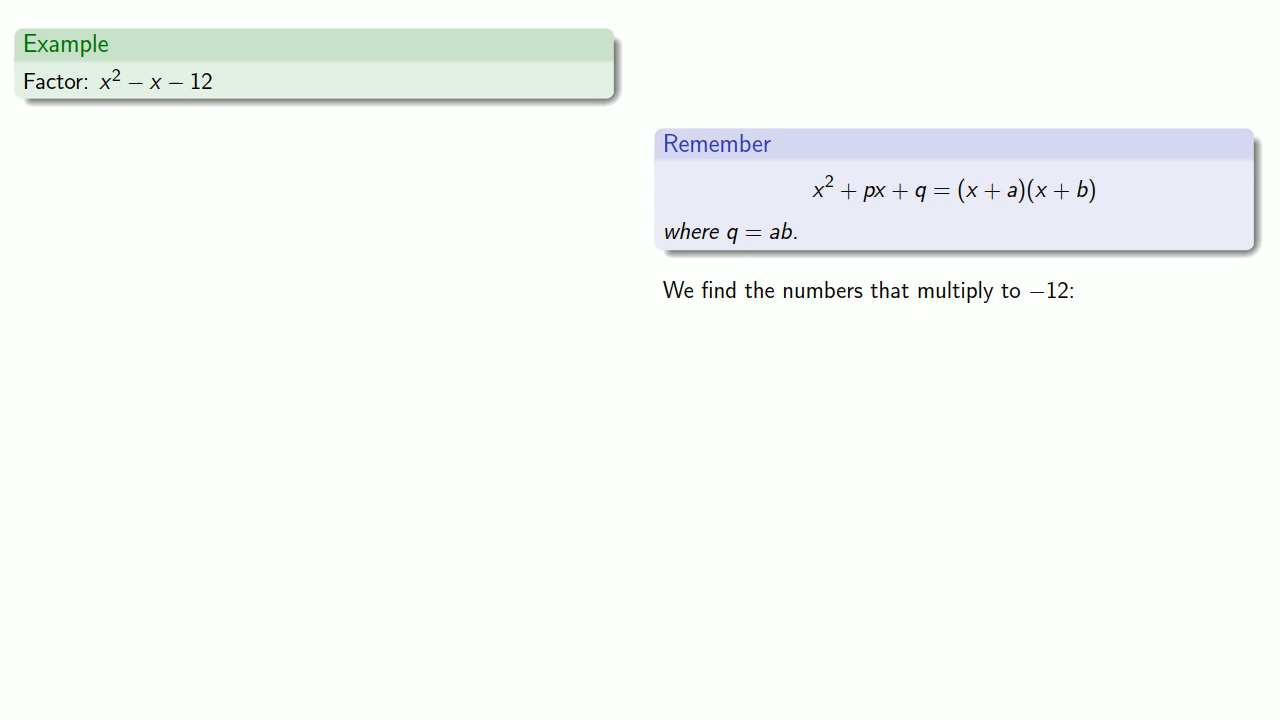 Example
Factor: x² − x − 12
Remember
x² + px + q = (x + a)(x + b)
where q = ab.
We find the numbers that multiply to −12: